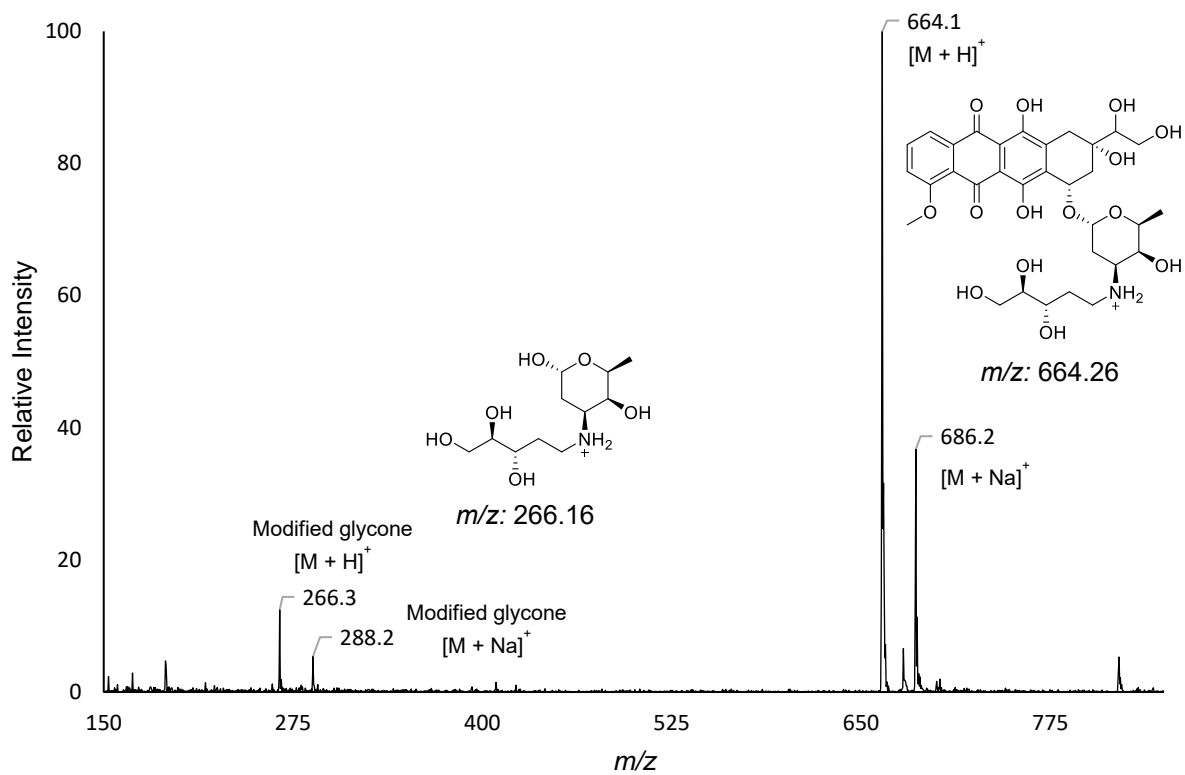 100
664.1
[M + H]+
80
60
40
20
0
Relative Intensity
O
OH
OH
OH
OH
O
O
OH
O
O
OH
OH
HO
NH2
+
OH
m/z: 664.26
686.2
[M + Na]+
HO
O
OH
OH
HO
NH2
+
OH
m/z: 266.16
Modified glycone
[M + H]+
266.3
Modified glycone
[M + Na]+
288.2
150
275
400
525
650
775
m/z